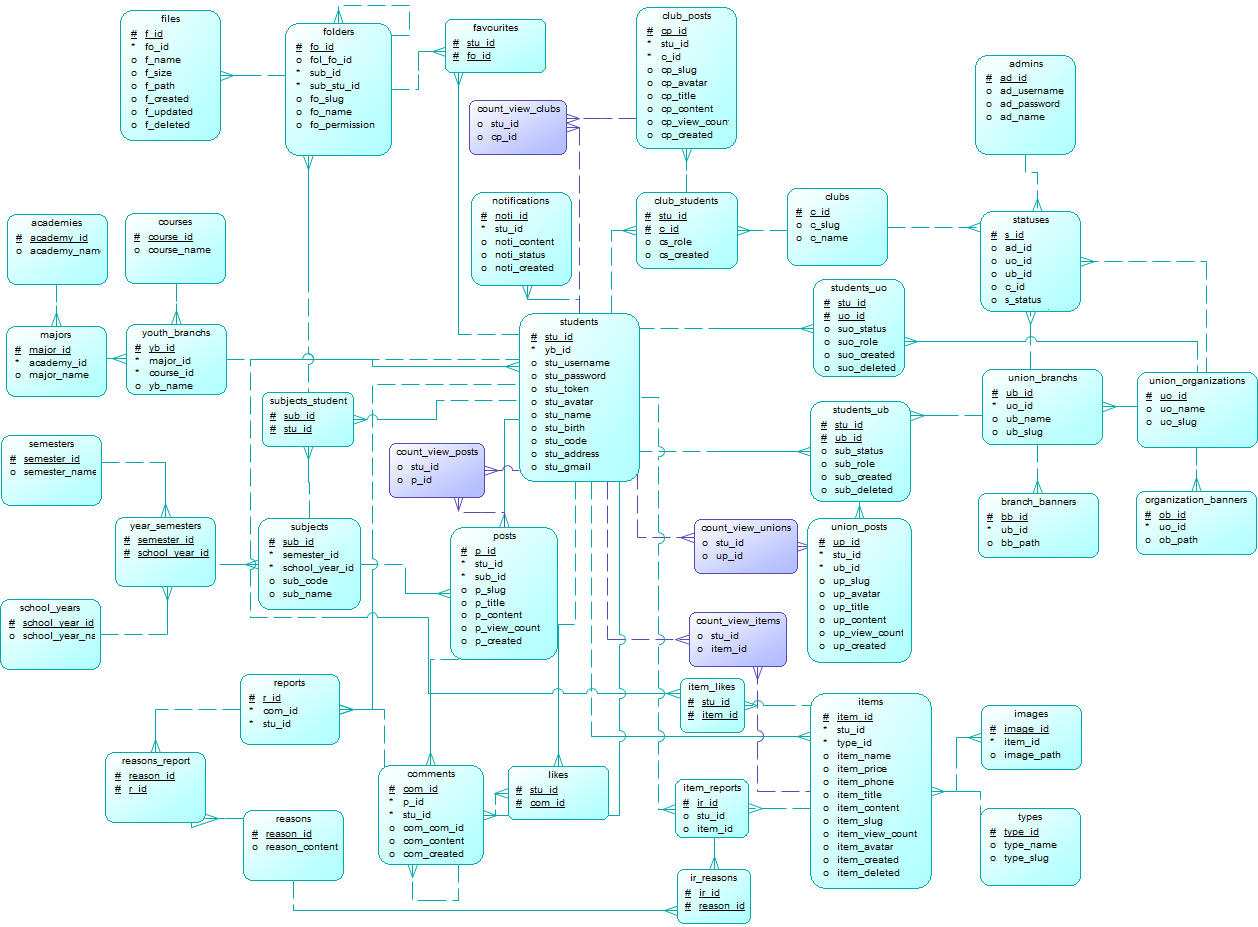 files
# f_id
* fo_id
o f_name
o f_size
o f_path
o f_created
o f_updated
o f_deleted
folders
# fo_id
o fol_fo_id
* sub_id
* sub_stu_id
o fo_slug
o fo_name
o fo_permission
favourites
# stu_id
# fo_id
count_view_clubs
o stu_id
o cp_id
club_posts
# cp_id
* stu_id
* c_id
o cp_slug
o cp_avatar
o cp_title
o cp_content
o cp_view_coun
o cp_created
admins
# ad_id
o ad_username
o ad_password
o ad_name
academies
# academy_id
o academy_nam
courses
# course_id
o course_name
notifications
# noti_id
* stu_id
o noti_content
o noti_status
o noti_created
club_students
# stu_id
# c_id
o cs_role
o cs_created
clubs
# c_id
o c_slug
o c_name
statuses
# s_id
o ad_id
o uo_id
o ub_id
o c_id
o s_status
majors
# major_id
* academy_id
o major_name
youth_branchs
# yb_id
* major_id
* course_id
o yb_name
students
# stu_id
* yb_id
o stu_username
o stu_password
o stu_token
o stu_avatar
o stu_name
o stu_birth
o stu_code
o stu_address
o stu_gmail
students_uo
# stu_id
# uo_id
o suo_status
o suo_role
o suo_created
o suo_deleted
union_branchs
# ub_id
* uo_id
o ub_name
o ub_slug
union_organizations
# uo_id
o uo_name
o uo_slug
subjects_student
# sub_id
# stu_id
students_ub
# stu_id
# ub_id
o sub_status
o sub_role
o sub_created
o sub_deleted
semesters
# semester_id
o semester_name
count_view_posts
o stu_id
o p_id
branch_banners
# bb_id
* ub_id
o bb_path
organization_banners
# ob_id
* uo_id
o ob_path
year_semesters
# semester_id
# school_year_id
subjects
# sub_id
* semester_id
* school_year_id
o sub_code
o sub_name
posts
# p_id
* stu_id
* sub_id
o p_slug
o p_title
o p_content
o p_view_count
o p_created
count_view_unions
o stu_id
o up_id
union_posts
# up_id
* stu_id
* ub_id
o up_slug
o up_avatar
o up_title
o up_content
o up_view_count
o up_created
school_years
# school_year_id
o school_year_na
count_view_items
o stu_id
o item_id
reports
# r_id
* com_id
* stu_id
item_likes
# stu_id
# item_id
items
# item_id
* stu_id
* type_id
o item_name
o item_price
o item_phone
o item_title
o item_content
o item_slug
o item_view_count
o item_avatar
o item_created
o item_deleted
images
# image_id
* item_id
o image_path
reasons_report
# reason_id
# r_id
comments
# com_id
* p_id
* stu_id
o com_com_id
o com_content
o com_created
likes
# stu_id
# com_id
item_reports
# ir_id
o stu_id
o item_id
reasons
# reason_id
o reason_content
types
# type_id
o type_name
o type_slug
ir_reasons
# ir_id
# reason_id